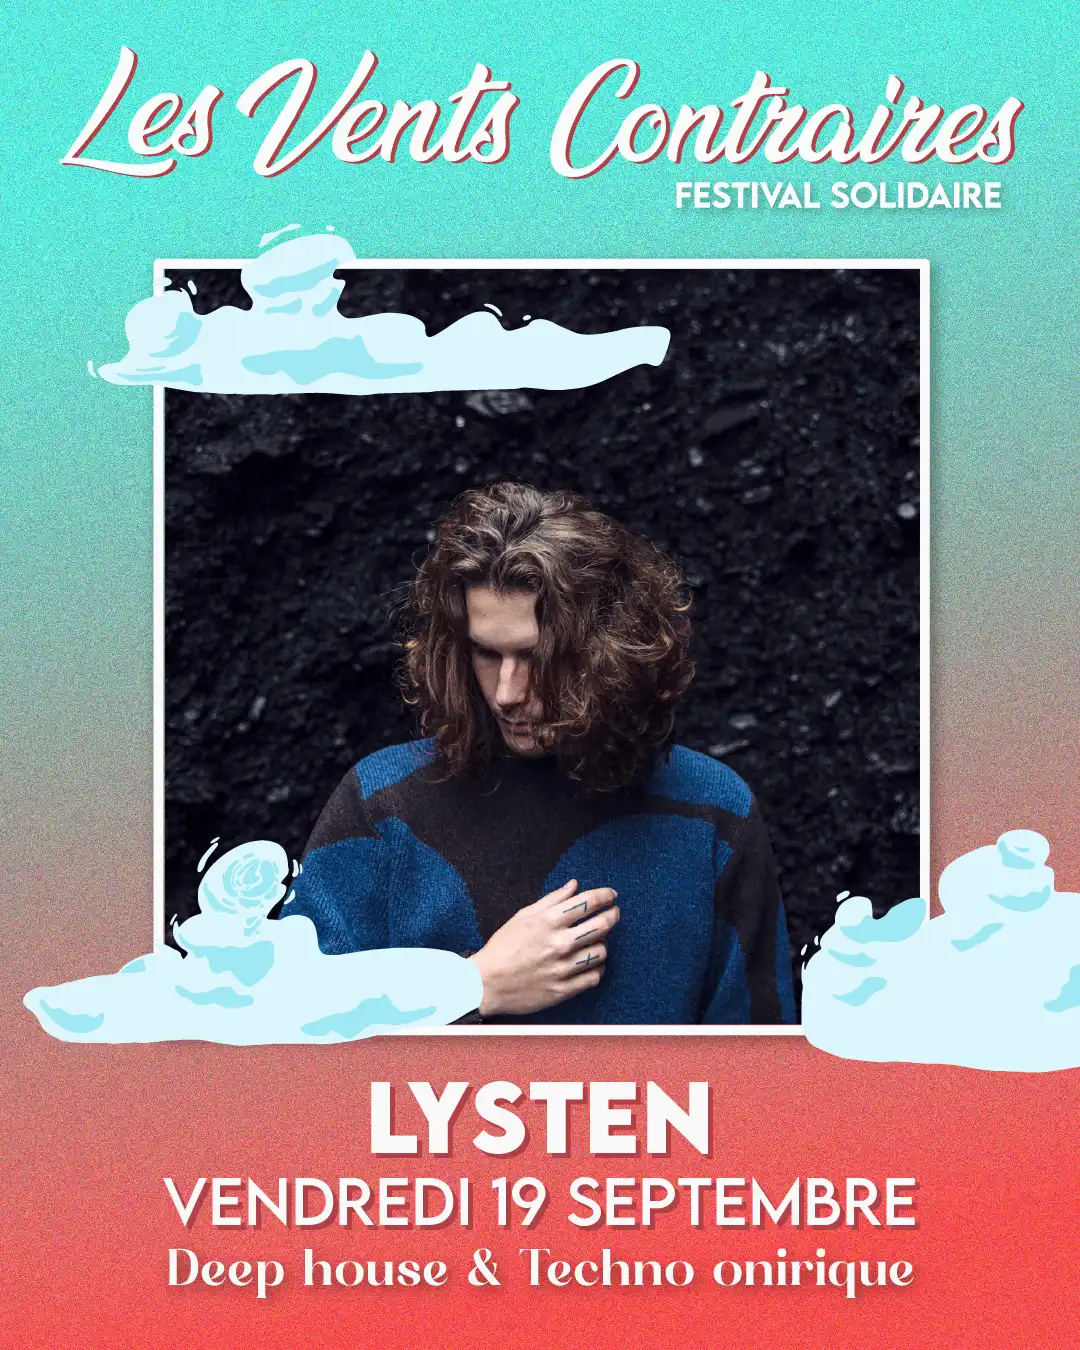 Les Vents Contraires
FESTIVAL SOLIDAIRE
LYSTEN
VENDREDI 19 SEPTEMBRE
Deep house & Techno onirique